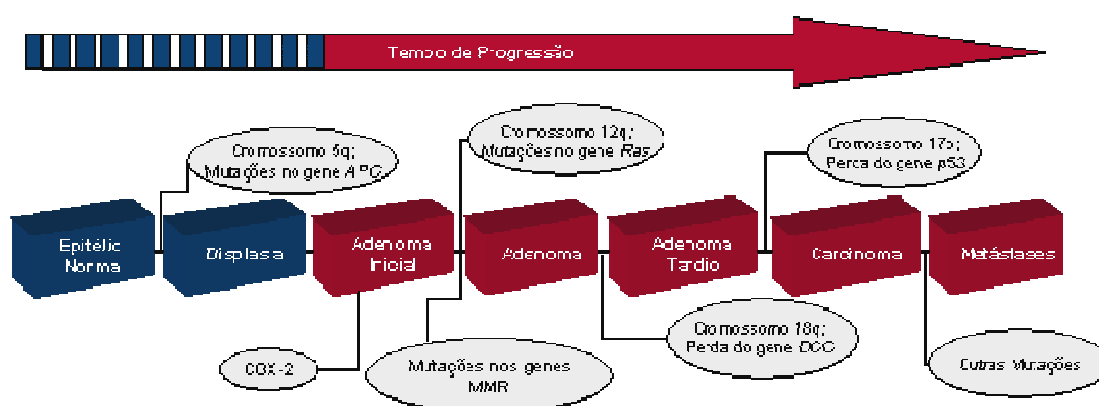 Tempo de Progressão
Cromossomo 12q;
Mutações no gene Ras
Cromossomo 17p;
Perca do gene p53
Cromossomo 5q;
Mutações no gene APC
Epitélio
Normal
Displasia
Adenoma
Inicial
Adenoma
Adenoma
Tardio
Carcinoma
Metástases
Cromossomo 18q;
Perda do gene DCC
COX-2
Mutações nos genes
MMR
Outras Mutações